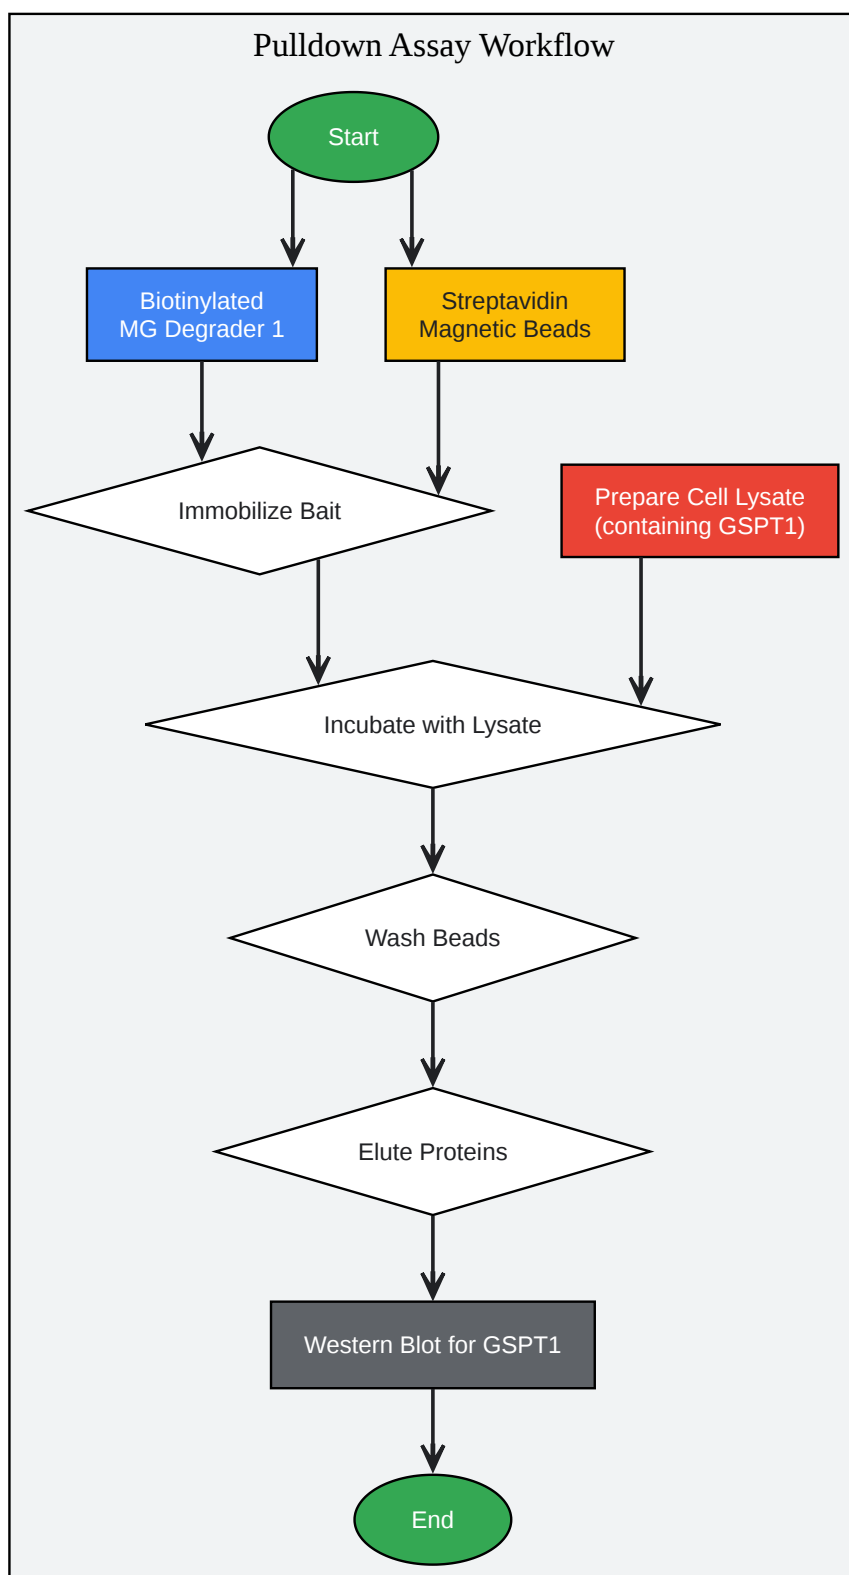 Pulldown Assay Workflow
Start
Biotinylated
MG Degrader 1
Streptavidin
Magnetic Beads
Immobilize Bait
Prepare Cell Lysate
(containing GSPT1)
Incubate with Lysate
Wash Beads
Elute Proteins
Western Blot for GSPT1
End